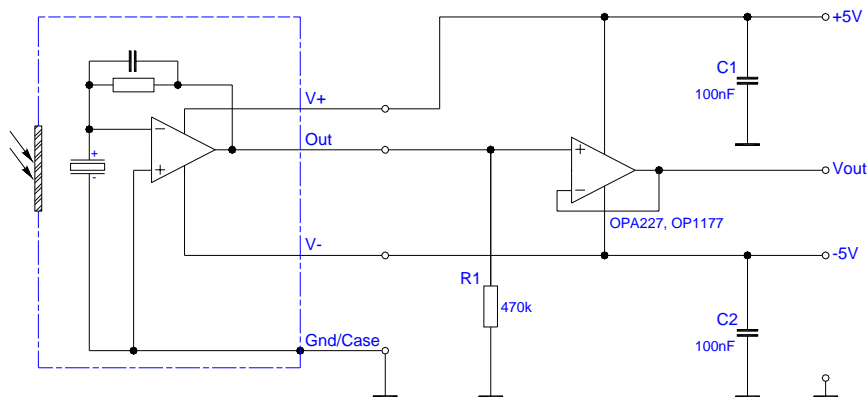 +5V
C1
100nF
V+
Out
+
-
−
+
+
−
Vout
OPA227, OP1177
V-
-5V
R1
470k
C2
100nF
Gnd/Case